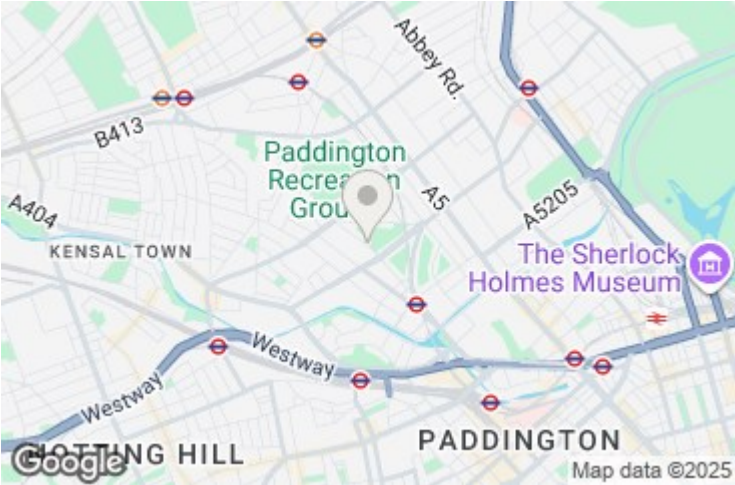 Abbey Rd.
B413
Paddington
Recreation
Grou
A5
A404
A5205
KENSAL TOWN
The Sherlock
Holmes Museum
Westway
Westway
NOTTING HILL
PADDINGTON
Google
Map data ©2025